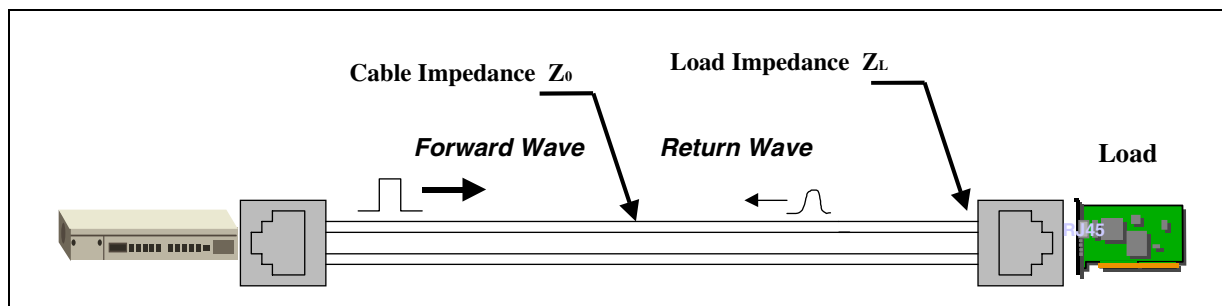 Cable Impedance Z0
Load Impedance ZL
Forward Wave
Return Wave
Load
RJ45